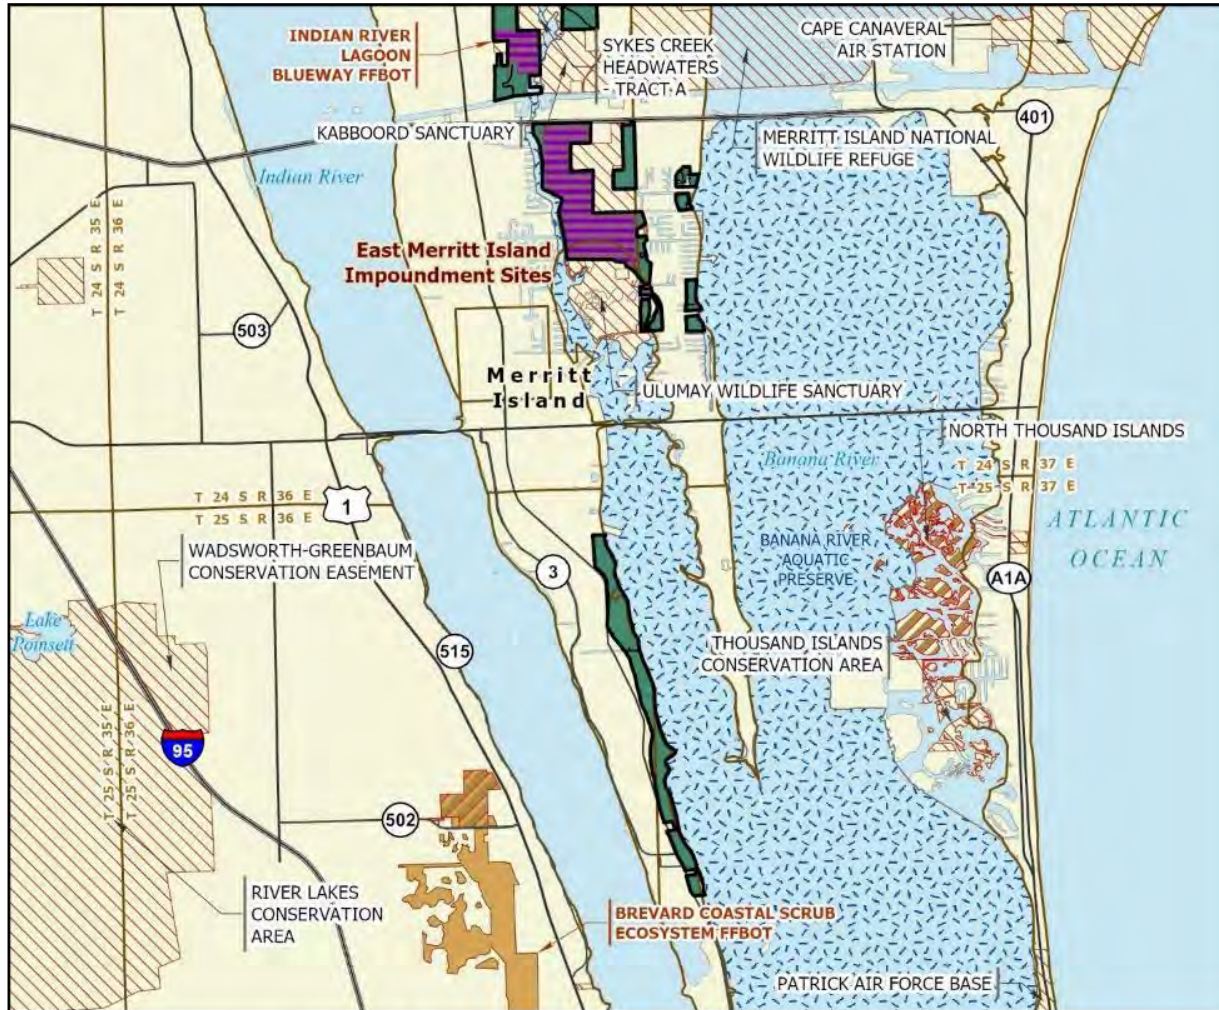 INDIAN RIVER
LAGOON
BLUEWAY FFBOT
SYKES CREEK
HEADWATERS
- TRACT A
CAPE CANAVERAL
AIR STATION
KABBOORD SANCTUARY
MERRITT ISLAND NATIONAL
WILDLIFE REFUGE
401
Indian River
T 24 S R 35 E
T 24 S R 36 E
East Merritt Island
Impoundment Sites
503
Merritt
Island
ULUMAY WILDLIFE SANCTUARY
NORTH THOUSAND ISLANDS
Banana River
T 24 S R 37 E
T 25 S R 37 E
T 24 S R 36 E
T 25 S R 36 E
1
ATLANTIC
OCEAN
WADSWORTH-GREENBAUM
CONSERVATION EASEMENT
BANANA RIVER
AQUATIC
PRESERVE
3
A1A
Lake
Poinsett
515
THOUSAND ISLANDS
CONSERVATION AREA
T 25 S R 35 E
T 25 S R 36 E
95
502
RIVER LAKES
CONSERVATION
AREA
BREVARD COASTAL SCRUB
ECOSYSTEM FFBOT
PATRICK AIR FORCE BASE